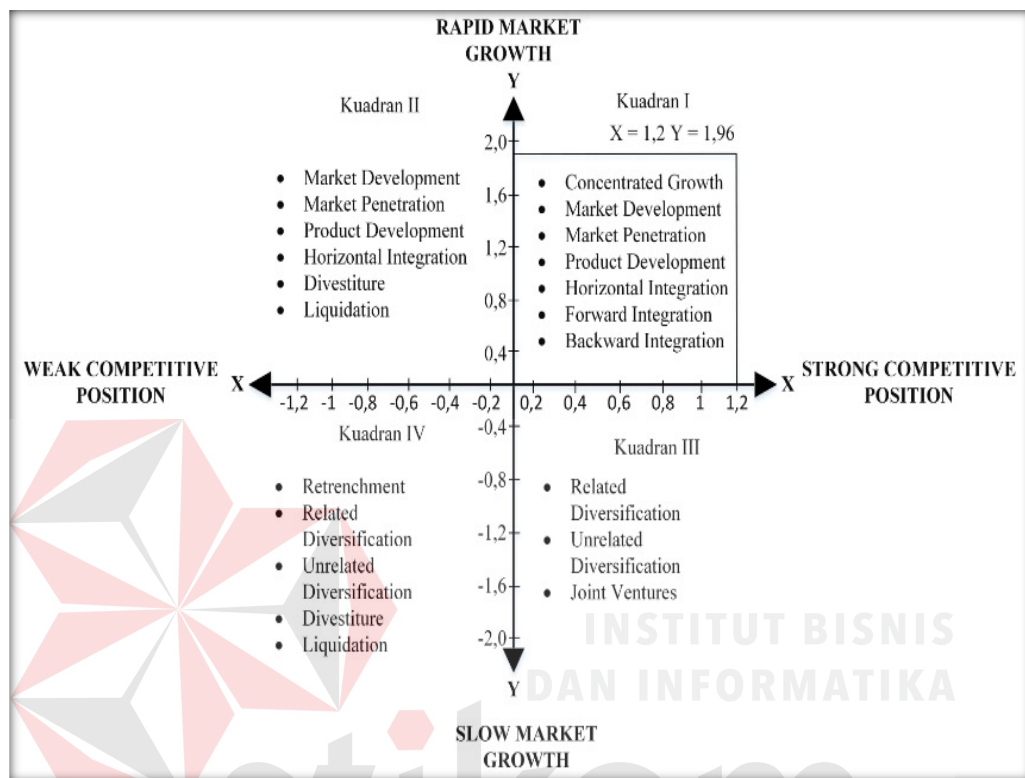 RAPID MARKET
GROWTH
Y
Kuadran II
Kuadran I
X = 1,2 Y = 1,96
2,0
1,6
1,2
0,8
0,4
• Market Development
• Market Penetration
• Product Development
• Horizontal Integration
• Divestiture
• Liquidation
• Concentrated Growth
• Market Development
• Market Penetration
• Product Development
• Horizontal Integration
• Forward Integration
• Backward Integration
WEAK COMPETITIVE
POSITION
X
X
STRONG COMPETITIVE
POSITION
-1,2 -1 -0,8 -0,6 -0,4 -0,2 0,2 0,4 0,6 0,8 1 1,2
Kuadran IV
Kuadran III
-0,4
-0,8
-1,2
-1,6
-2,0
• Retrenchment
• Related
Diversification
• Unrelated
Diversification
• Divestiture
• Liquidation
• Related
Diversification
• Unrelated
Diversification
• Joint Ventures
INSTITUT BISNIS
DAN INFORMATIKA
Y
SLOW MARKET
GROWTH